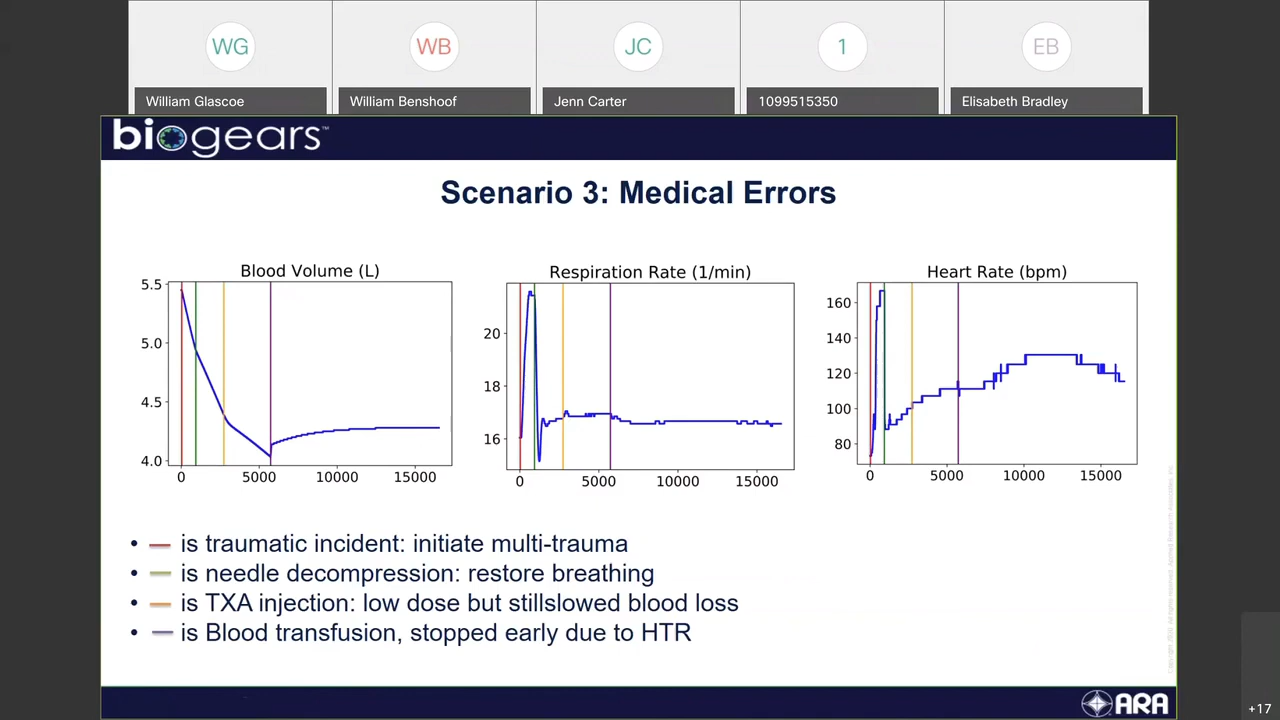 WG
WB
JC
1
EB
William Glascoe
William Benshoof
Jenn Carter
1099515350
Elisabeth Bradley
biogears™
Scenario 3: Medical Errors
Blood Volume (L)
5.5
5.0
4.5
4.0
0 5000 10000 15000
Respiration Rate (1/min)
20
18
16
0 5000 10000 15000
Heart Rate (bpm)
160
140
120
100
80
0 5000 10000 15000
• is traumatic incident: initiate multi-trauma
• is needle decompression: restore breathing
• is TXA injection: low dose but stillslowed blood loss
• is Blood transfusion, stopped early due to HTR
ARA
+17